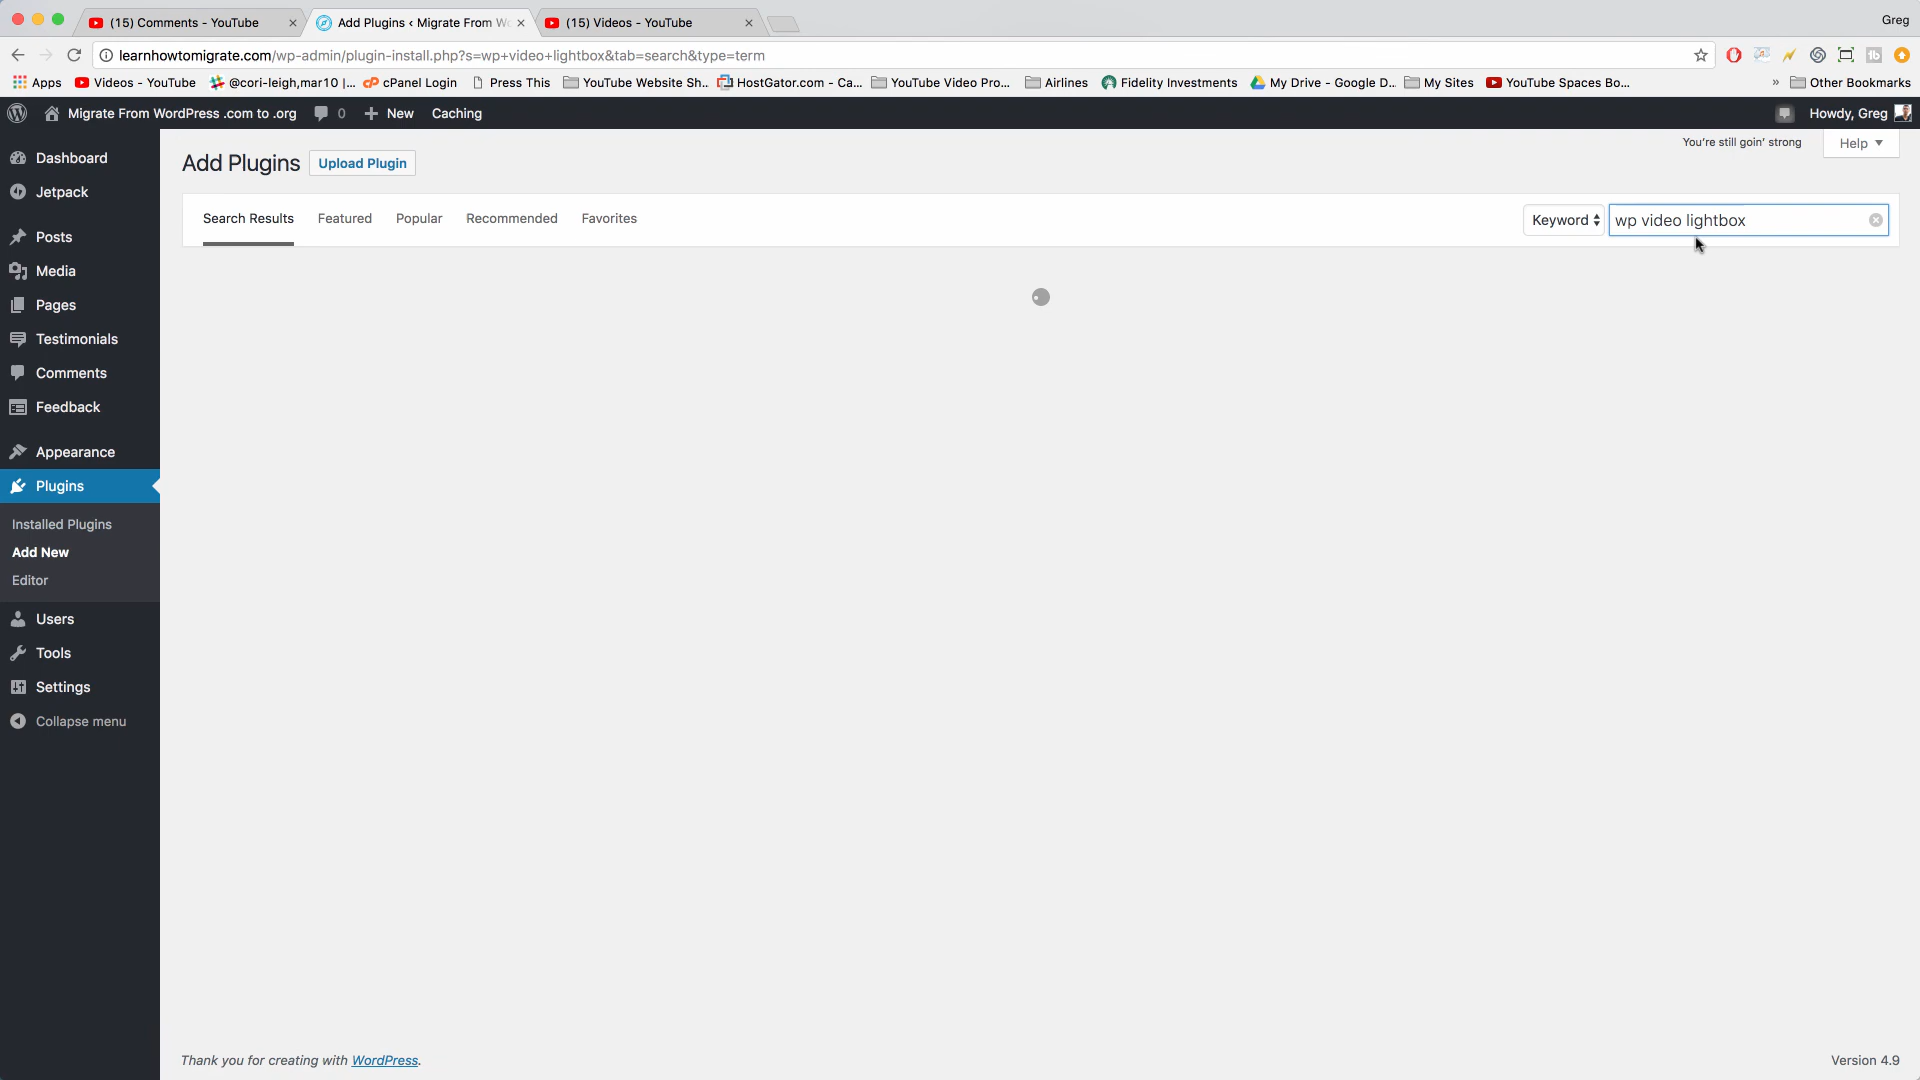 (15) Comments - YouTube
Add Plugins ‹ Migrate From Wo
(15) Videos - YouTube
Greg
learnhowtomigrate.com/wp-admin/plugin-install.php?s=wp+video+lightbox&tab=search&type=term
Apps
Videos - YouTube
@cori-leigh,mar10 |...
cPanel Login
Press This
YouTube Website Sh...
HostGator.com - Ca...
YouTube Video Pro...
Airlines
Fidelity Investments
My Drive - Google D...
My Sites
YouTube Spaces Bo...
»
Other Bookmarks
Migrate From WordPress .com to .org
0
New
Caching
Howdy, Greg
You're still goin' strong
Help
Add Plugins
Upload Plugin
Search Results
Featured
Popular
Recommended
Favorites
Keyword
wp video lightbox
Dashboard
Jetpack
Posts
Media
Pages
Testimonials
Comments
Feedback
Appearance
Plugins
Installed Plugins
Add New
Editor
Users
Tools
Settings
Collapse menu
Thank you for creating with WordPress.
Version 4.9